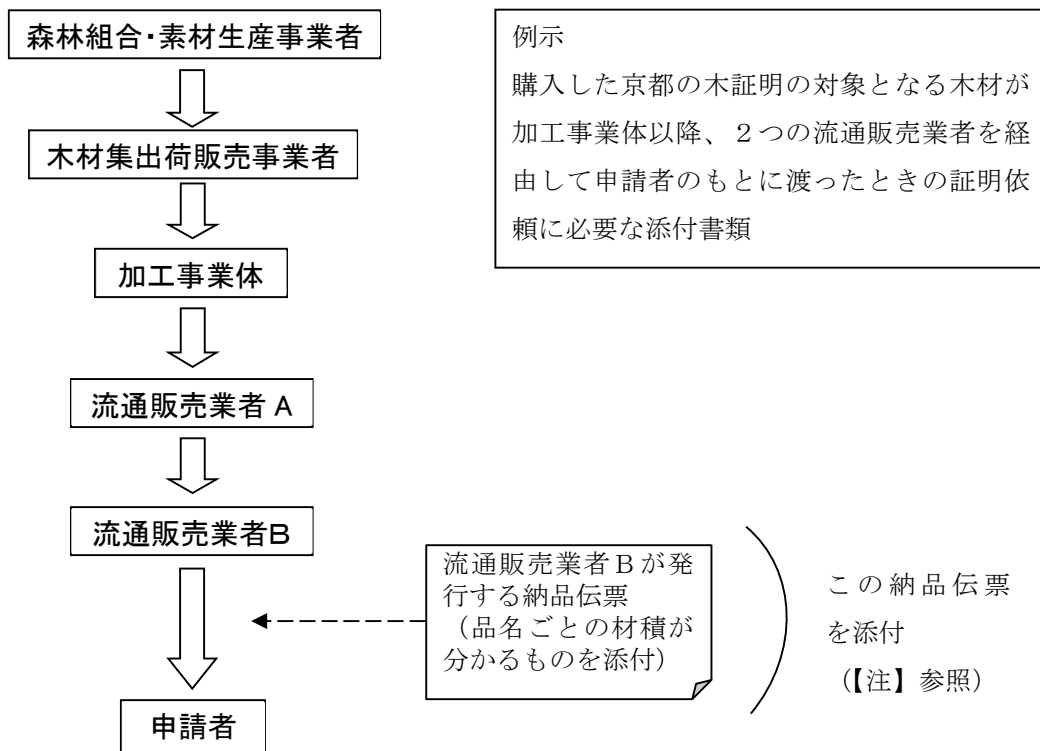 森林組合・素材生産事業者
例示
購入した京都の木証明の対象となる木材が
加工事業体以降、２つの流通販売業者を経
由して申請者のもとに渡ったときの証明依
頼に必要な添付書類
木材集出荷販売事業者
加工事業体
流通販売業者 A
流通販売業者B
流通販売業者Ｂが発
行する納品伝票
（品名ごとの材積が
分かるものを添付）
この納品伝票
を添付
（【注】参照）
申請者